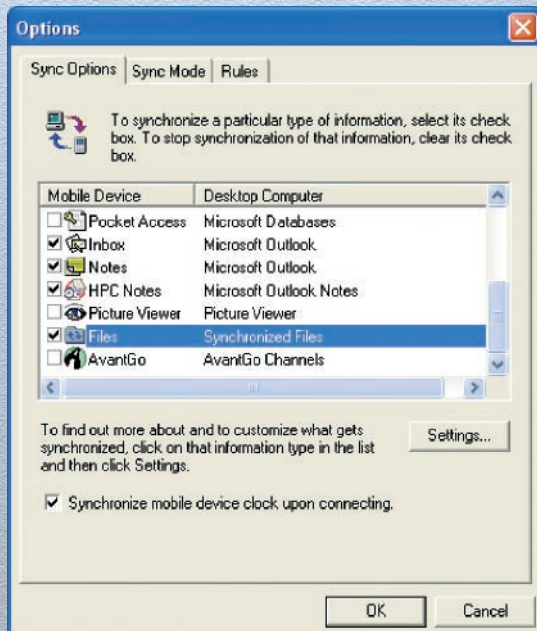 Options
Sync Options Sync Mode Rules
To synchronize a particular type of information, select its check
box. To stop synchronization of that information, clear its check
box.
Mobile Device Desktop Computer
Pocket Access Microsoft Databases
Inbox Microsoft Outlook
Notes Microsoft Outlook
HPC Notes Microsoft Outlook Notes
Picture Viewer Picture Viewer
Files Synchronized Files
AvantGo AvantGo Channels
To find out more about and to customize what gets
synchronized, click on that information type in the list
and then click Settings.
Settings...
Synchronize mobile device clock upon connecting.
OK Cancel